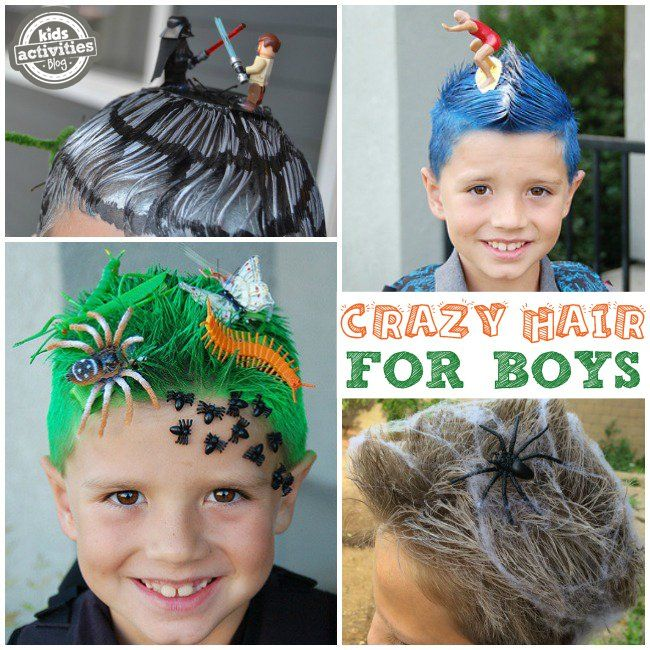 kids
activities
Blog
CRAZY HAIR
FOR BOYS